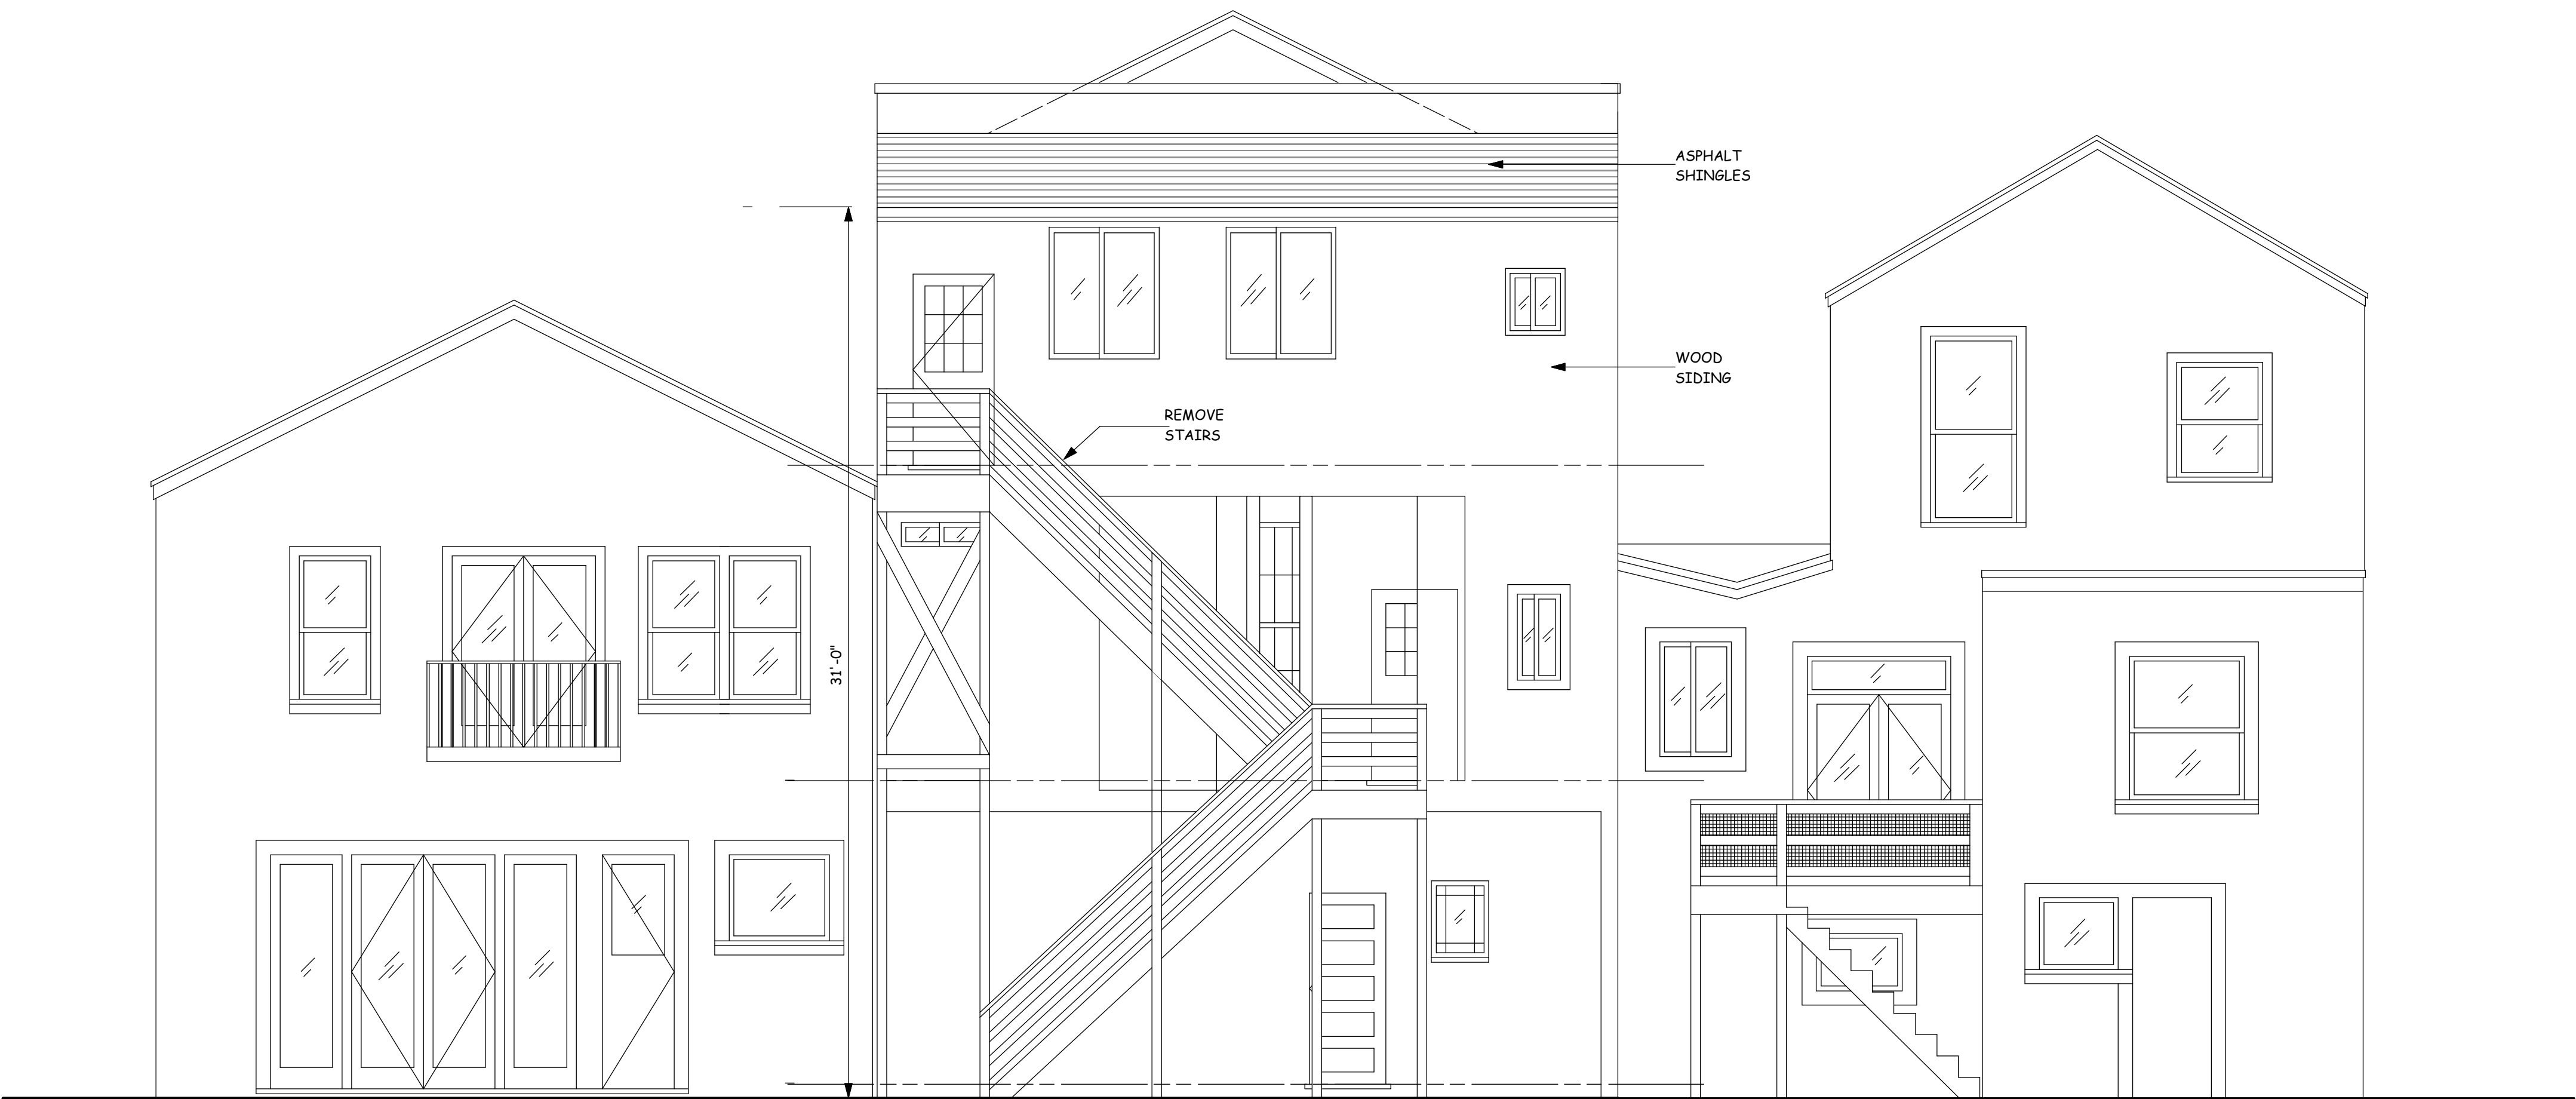 ASPHALT
SHINGLES
WOOD
SIDING
REMOVE
STAIRS
31'-0"